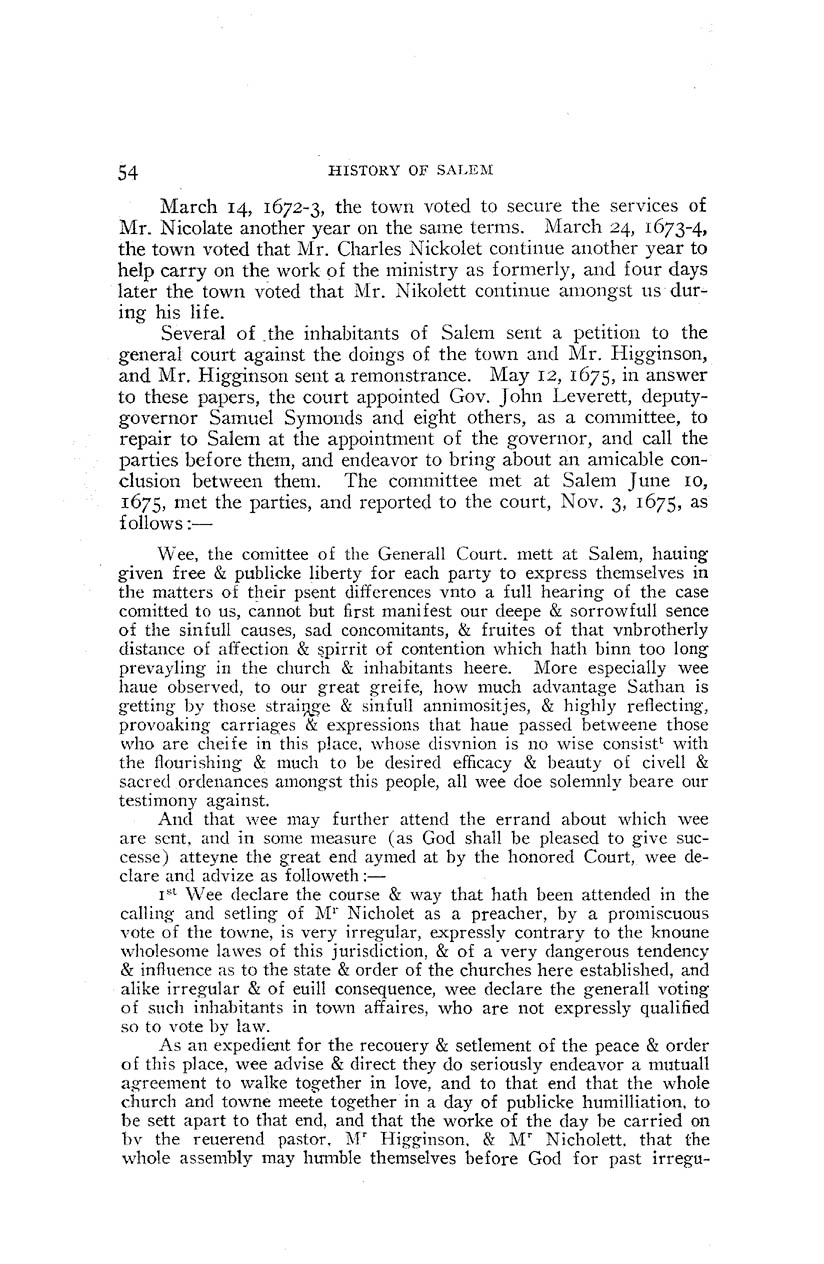 54 HISTORY OF SALEM
March 14, 1672-3, the town voted to secure the services of
Mr. Nicolate another year on the same terms. March 24, 1673-4,
the town voted that Mr. Charles Nickolet continue another year to
help carry on the work of the ministry as formerly, and four days
later the town voted that Mr. Nikolett continue amongst us dur-
ing his life.
Several of the inhabitants of Salem sent a petition to the
general court against the doings of the town and Mr. Higginson,
and Mr. Higginson sent a remonstrance. May 12, 1675, in answer
to these papers, the court appointed Gov. John Leverett, deputy-
governor Samuel Symonds and eight others, as a committee, to
repair to Salem at the appointment of the governor, and call the
parties before them, and endeavor to bring about an amicable con-
clusion between them. The committee met at Salem June 10,
1675, met the parties, and reported to the court, Nov. 3, 1675, as
follows:—
Wee, the comittee of the Generall Court. mett at Salem, hauing
given free & publicke liberty for each party to express themselves in
the matters of their psent differences vnto a full hearing of the case
comitted to us, cannot but first manifest our deepe & sorrowfull sence
of the sinfull causes, sad concomitants, & fruites of that vnbrotherly
distance of affection & spirrit of contention which hath binn too long
prevayling in the church & inhabitants heere. More especially wee
haue observed, to our great greife, how much advantage Sathan is
getting by those strainge & sinfull annimositjes, & highly reflecting,
provoaking carriages & expressions that haue passed betweene those
who are cheife in this place, whose disvnion is no wise consistᵗ with
the flourishing & much to be desired efficacy & beauty of civell &
sacred ordenances amongst this people, all wee doe solemnly beare our
testimony against.
And that wee may further attend the errand about which wee
are sent, and in some measure (as God shall be pleased to give suc-
cesse) atteyne the great end aymed at by the honored Court, wee de-
clare and advize as followeth:—
1ˢᵗ Wee declare the course & way that hath been attended in the
calling and setling of Mʳ Nicholet as a preacher, by a promiscuous
vote of the towne, is very irregular, expressly contrary to the knoune
wholesome lawes of this jurisdiction, & of a very dangerous tendency
& influence as to the state & order of the churches here established, and
alike irregular & of euill consequence, wee declare the generall voting
of such inhabitants in town affaires, who are not expressly qualified
so to vote by law.
As an expedient for the recouery & setlement of the peace & order
of this place, wee advise & direct they do seriously endeavor a mutuall
agreement to walke together in love, and to that end that the whole
church and towne meete together in a day of publicke humilliation, to
be sett apart to that end, and that the worke of the day be carried on
by the reuerend pastor, Mʳ Higginson, & Mʳ Nicholett, that the
whole assembly may humble themselves before God for past irregu-